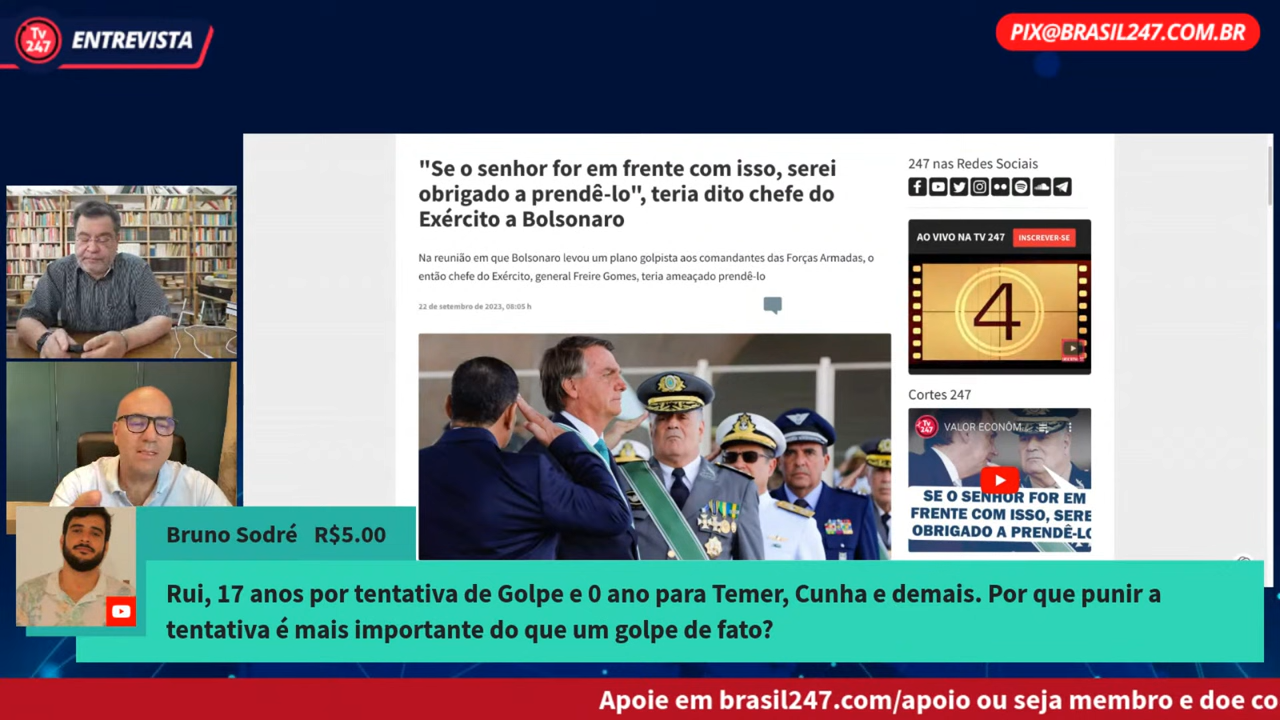 Tv
247
ENTREVISTA
PIX@BRASIL247.COM.BR
"Se o senhor for em frente com isso, serei
obrigado a prendê-lo", teria dito chefe do
Exército a Bolsonaro
Na reunião em que Bolsonaro levou um plano golpista aos comandantes das Forças Armadas, o
então chefe do Exército, general Freire Gomes, teria ameaçado prendê-lo
22 de setembro de 2023, 08:05 h
247 nas Redes Sociais
AO VIVO NA TV 247
INSCREVER-SE
4
Cortes 247
Tv
247
VALOR ECONÔM
SE O SENHOR FOR EM
FRENTE COM ISSO, SERE
OBRIGADO A PRENDÊ-LO
Bruno Sodré R$5.00
Rui, 17 anos por tentativa de Golpe e 0 ano para Temer, Cunha e demais. Por que punir a
tentativa é mais importante do que um golpe de fato?
Apoie em brasil247.com/apoio ou seja membro e doe co